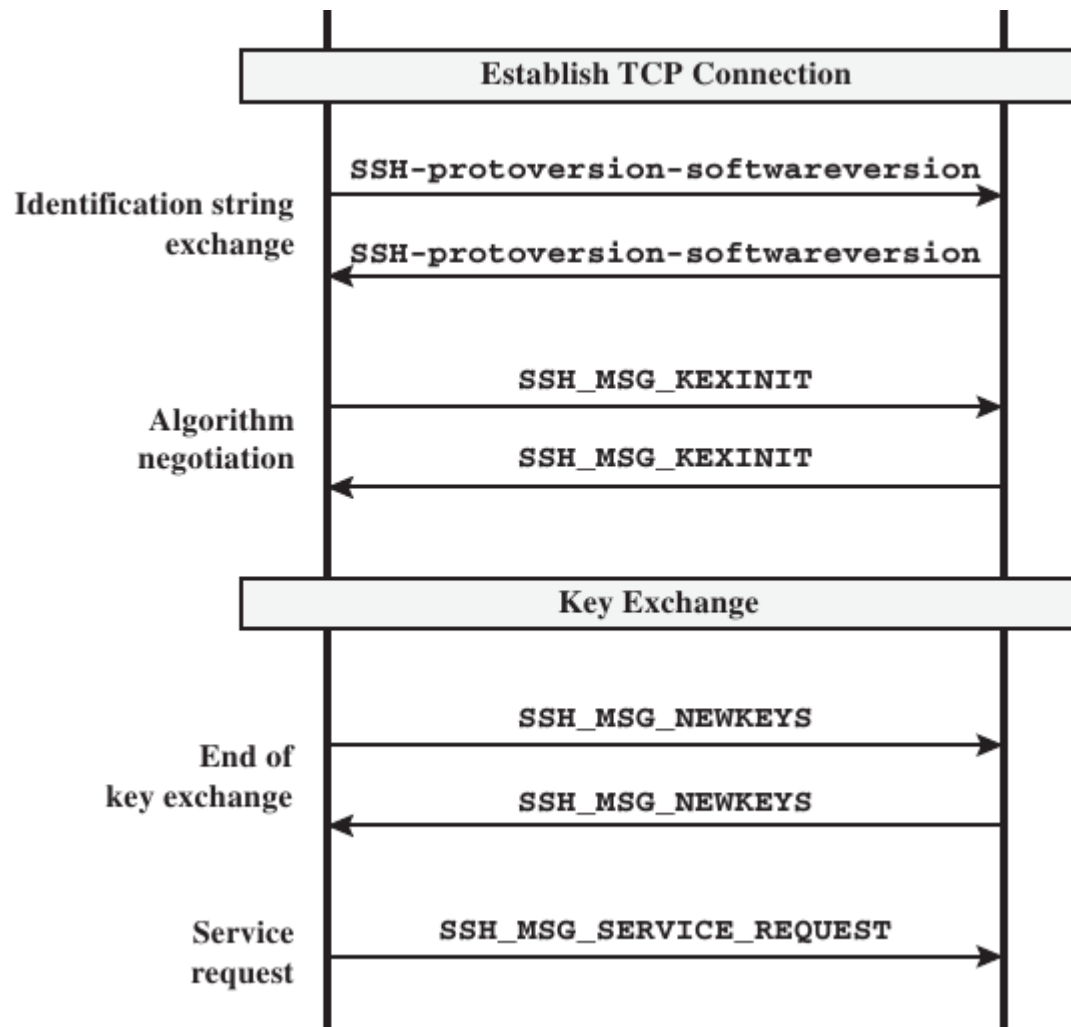 Establish TCP Connection
SSH-protoversion-softwareversion
Identification string
exchange
SSH-protoversion-softwareversion
SSH_MSG_KEXINIT
Algorithm
negotiation
SSH_MSG_KEXINIT
Key Exchange
SSH_MSG_NEWKEYS
End of
key exchange
SSH_MSG_NEWKEYS
SSH_MSG_SERVICE_REQUEST
Service
request